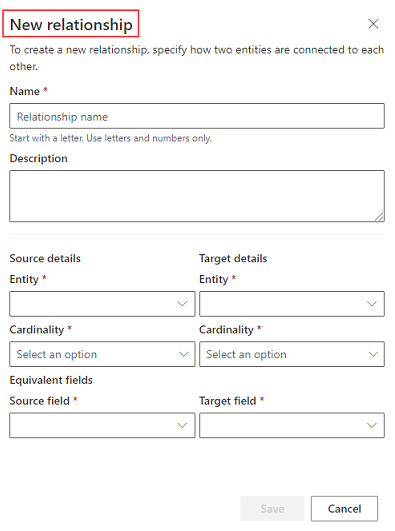 New relationship
To create a new relationship, specify how two entities are connected to each
other.
Name *
Relationship name
Start with a letter. Use letters and numbers only.
Description
Source details
Target details
Entity *
Entity *
Cardinality *
Cardinality *
Select an option
Select an option
Equivalent fields
Source field *
Target field *
Save
Cancel